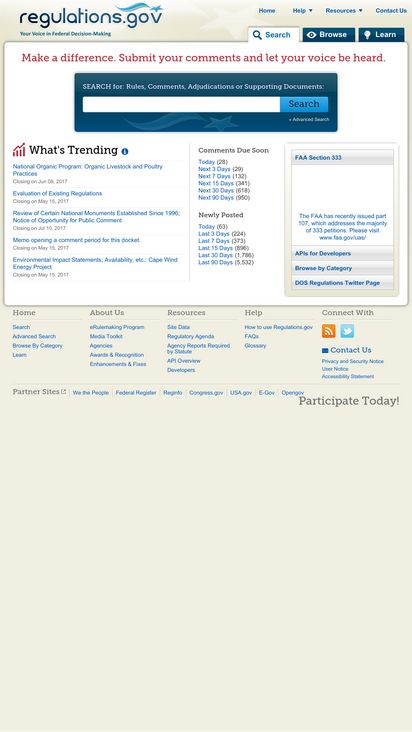 regulations.gov
Your Voice in Federal Decision-Making
Home Help ▼ Resources ▼ Contact Us
Search Browse Learn
Make a difference. Submit your comments and let your voice be heard.
SEARCH for: Rules, Comments, Adjudications or Supporting Documents:
Search
» Advanced Search
What's Trending
National Organic Program: Organic Livestock and Poultry
Practices
Closing on Jun 09, 2017
Evaluation of Existing Regulations
Closing on May 15, 2017
Review of Certain National Monuments Established Since 1996;
Notice of Opportunity for Public Comment
Closing on Jul 10, 2017
Memo opening a comment period for this docket.
Closing on May 15, 2017
Environmental Impact Statements; Availability, etc.: Cape Wind
Energy Project
Closing on May 15, 2017
Comments Due Soon
Today (28)
Next 3 Days (29)
Next 7 Days (132)
Next 15 Days (341)
Next 30 Days (618)
Next 90 Days (950)
Newly Posted
Today (63)
Last 3 Days (224)
Last 7 Days (373)
Last 15 Days (896)
Last 30 Days (1,786)
Last 90 Days (5,532)
FAA Section 333
The FAA has recently issued part
107, which addresses the majority
of 333 petitions. Please visit
www.faa.gov/uas/
APIs for Developers
Browse by Category
DOS Regulations Twitter Page
Home
Search
Advanced Search
Browse By Category
Learn
About Us
eRulemaking Program
Media Toolkit
Agencies
Awards & Recognition
Enhancements & Fixes
Resources
Site Data
Regulatory Agenda
Agency Reports Required
by Statute
API Overview
Developers
Help
How to use Regulations.gov
FAQs
Glossary
Connect With
Contact Us
Privacy and Security Notice
User Notice
Accessibility Statement
Partner Sites We the People Federal Register Reginfo Congress.gov USA.gov E-Gov Opengov
Participate Today!